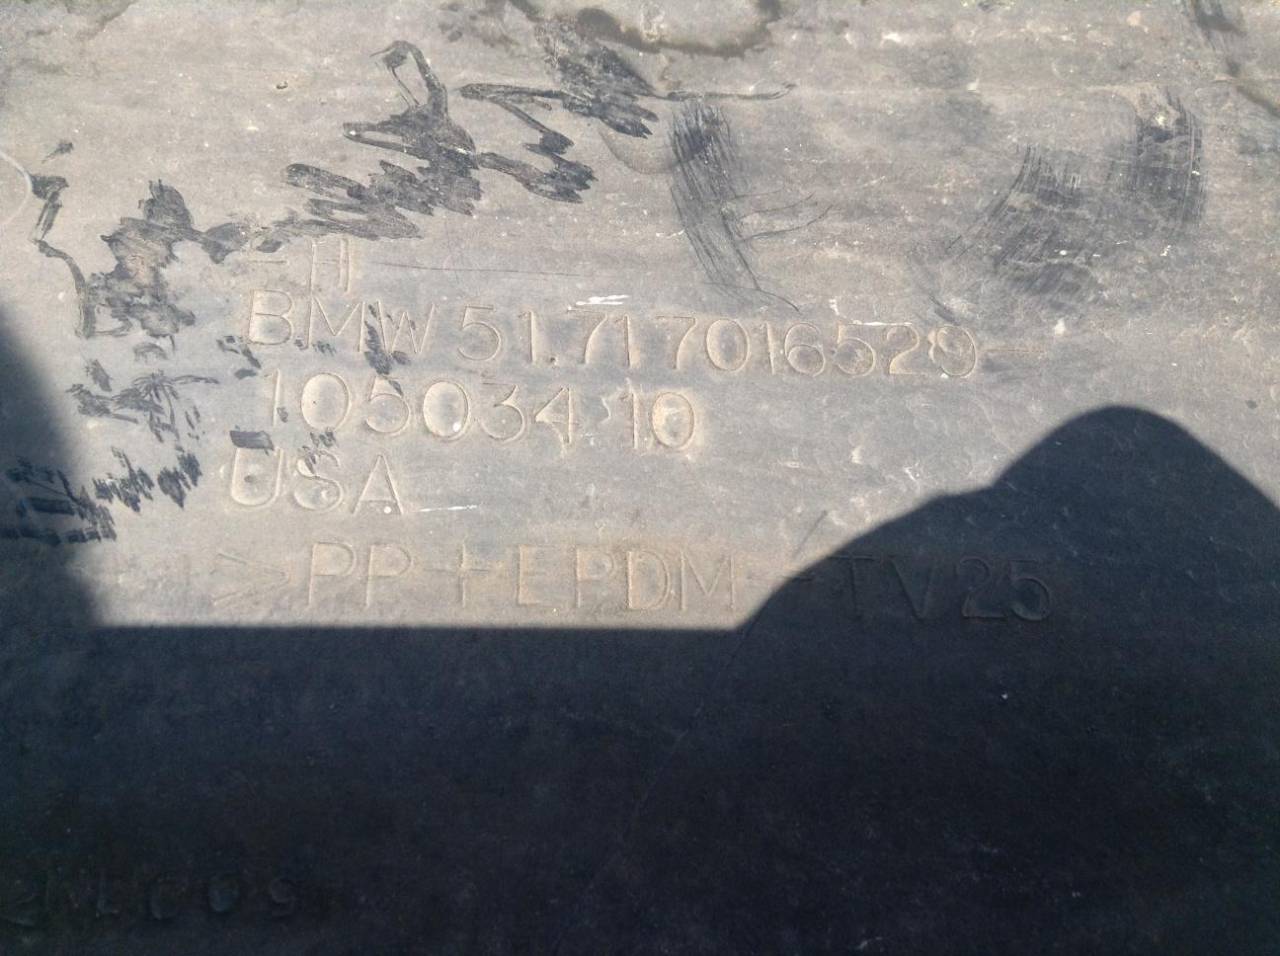 -H
BMW 51.717016529-
10503410
USA
>PP+EPDM-TV25